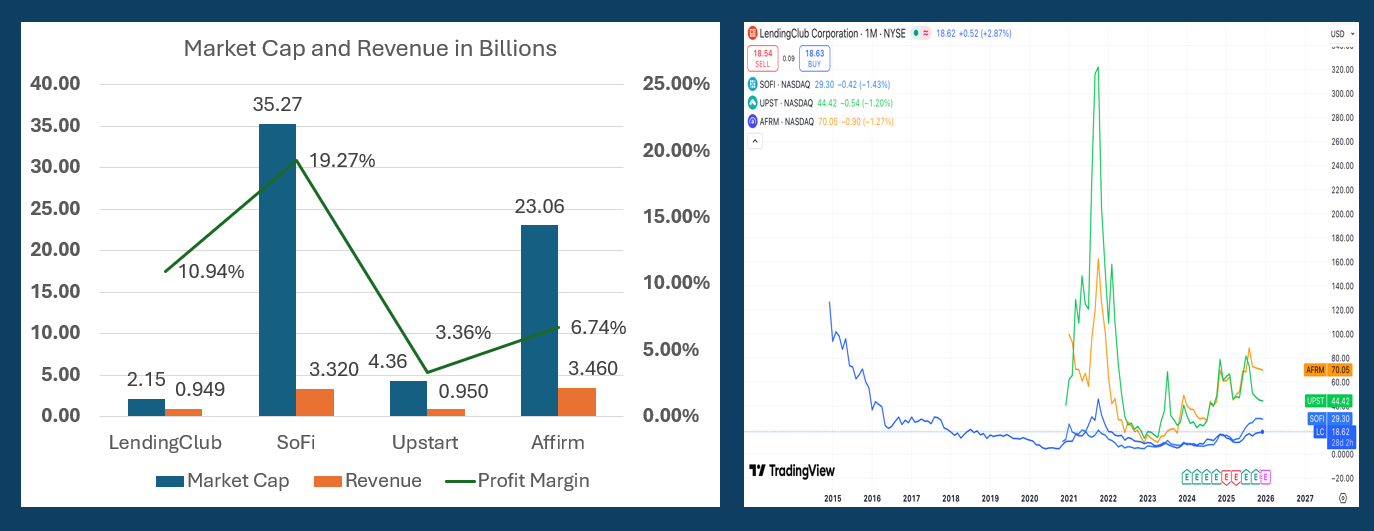 Market Cap and Revenue in Billions
40.00
35.00
30.00
25.00
20.00
15.00
10.00
5.00
0.00
25.00%
20.00%
15.00%
10.00%
5.00%
0.00%
35.27
19.27%
23.06
10.94%
3.36%
6.74%
2.15
0.949
3.320
4.36
0.950
3.460
LendingClub
SoFi
Upstart
Affirm
Market Cap
Revenue
Profit Margin
LendingClub Corporation · 1M · NYSE
18.62 +0.52 (+2.87%)
USD
18.54
SELL
0.09
18.63
BUY
SOFI · NASDAQ 29.30 −0.42 (−1.43%)
UPST · NASDAQ 44.42 −0.54 (−1.20%)
AFRM · NASDAQ 70.05 −0.90 (−1.27%)
320.00
300.00
280.00
260.00
240.00
220.00
200.00
180.00
160.00
140.00
120.00
100.00
80.00
60.00
0.0000
−20.00
AFRM 70.05
UPST 44.42
SOFI 29.30
LC 18.62
28d 2h
TradingView
E E E E E E E E E
2015 2016 2017 2018 2019 2020 2021 2022 2023 2024 2025 2026 2027